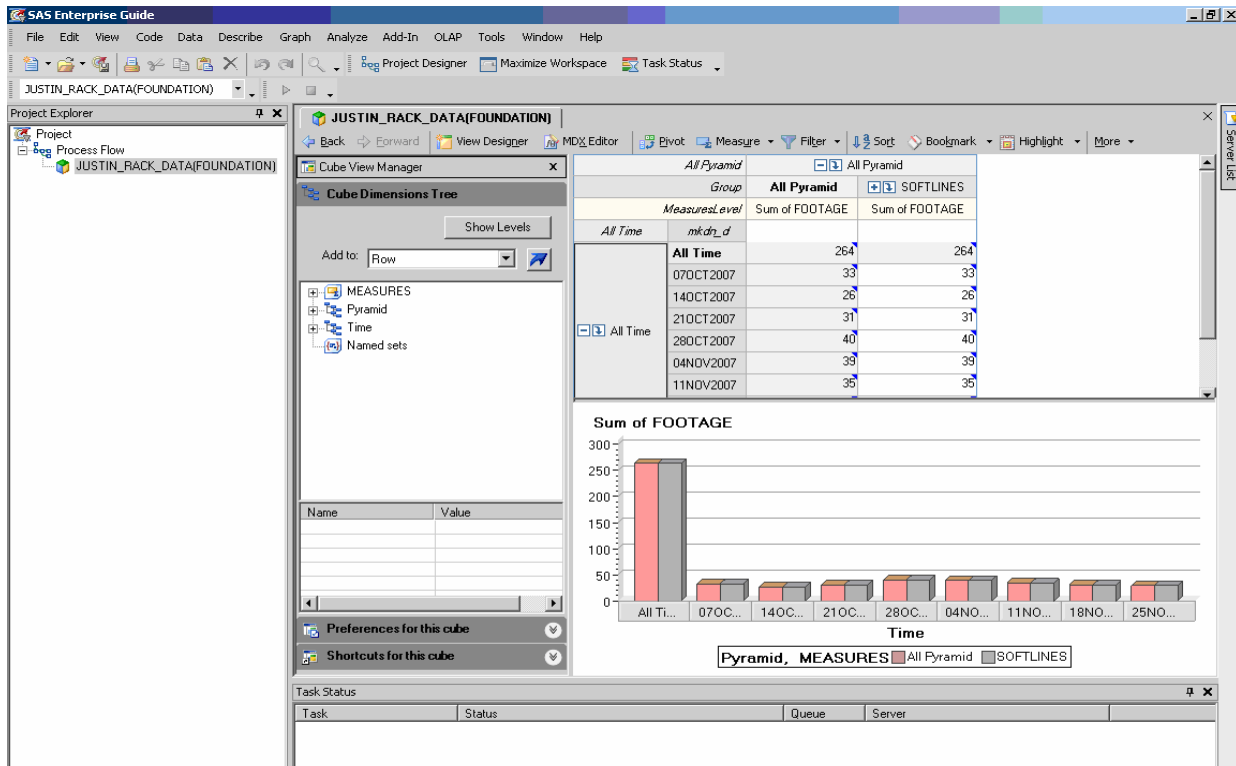 SAS Enterprise Guide
File Edit View Code Data Describe Graph Analyze Add-In OLAP Tools Window Help
Project Designer Maximize Workspace Task Status
JUSTIN_RACK_DATA(FOUNDATION)
Project Explorer
Project
Process Flow
JUSTIN_RACK_DATA(FOUNDATION)
JUSTIN_RACK_DATA(FOUNDATION)
Back Forward View Designer MDX Editor Pivot Measure Filter Sort Bookmark Highlight More
Cube View Manager
Cube Dimensions Tree
Show Levels
Add to: Row
MEASURES
Pyramid
Time
Named sets
Name Value
Preferences for this cube
Shortcuts for this cube
All Pyramid All Pyramid
Group All Pyramid SOFTLINES
MeasuresLevel Sum of FOOTAGE Sum of FOOTAGE
All Time mkdn_d
All Time
All Time 264 264
07OCT2007 33 33
14OCT2007 26 26
21OCT2007 31 31
28OCT2007 40 40
04NOV2007 39 39
11NOV2007 35 35
Sum of FOOTAGE
300
250
200
150
100
50
0
All Ti... 07OC... 14OC... 21OC... 28OC... 04NO... 11NO... 18NO... 25NO...
Time
Pyramid, MEASURES All Pyramid SOFTLINES
Server List
Task Status
Task Status Queue Server